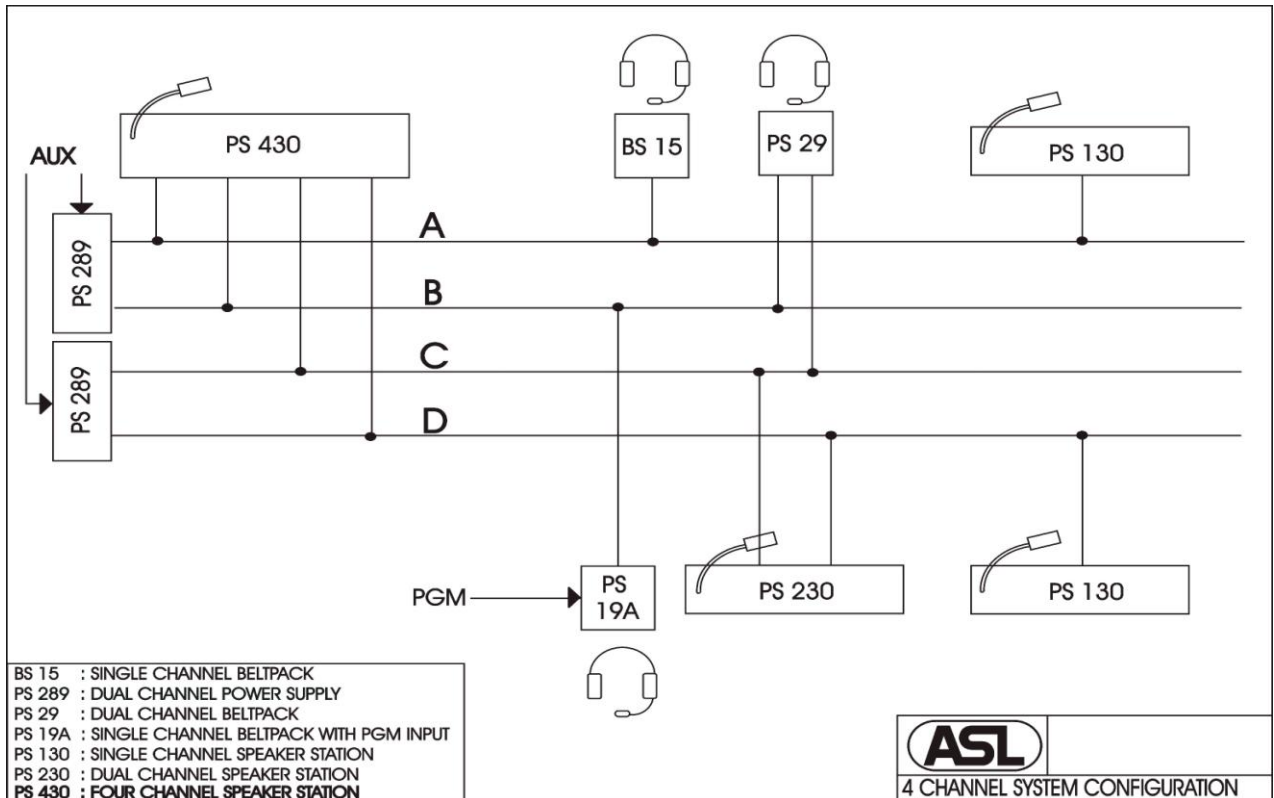 PS 430
BS 15
PS 29
PS 130
AUX
PS 289
A
B
PS 289
C
D
PGM
PS
19A
PS 230
PS 130
BS 15 : SINGLE CHANNEL BELTPACK
PS 289 : DUAL CHANNEL POWER SUPPLY
PS 29 : DUAL CHANNEL BELTPACK
PS 19A : SINGLE CHANNEL BELTPACK WITH PGM INPUT
PS 130 : SINGLE CHANNEL SPEAKER STATION
PS 230 : DUAL CHANNEL SPEAKER STATION
PS 430 : FOUR CHANNEL SPEAKER STATION
ASL
4 CHANNEL SYSTEM CONFIGURATION